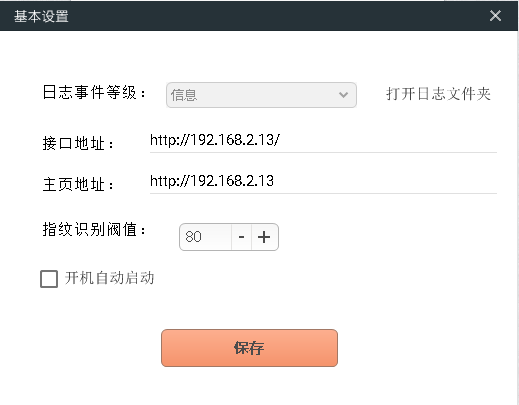 基本设置
日志事件等级： 信息 打开日志文件夹
接口地址： http://192.168.2.13/
主页地址： http://192.168.2.13
指纹识别阀值： 80 - +
开机自动启动
保存